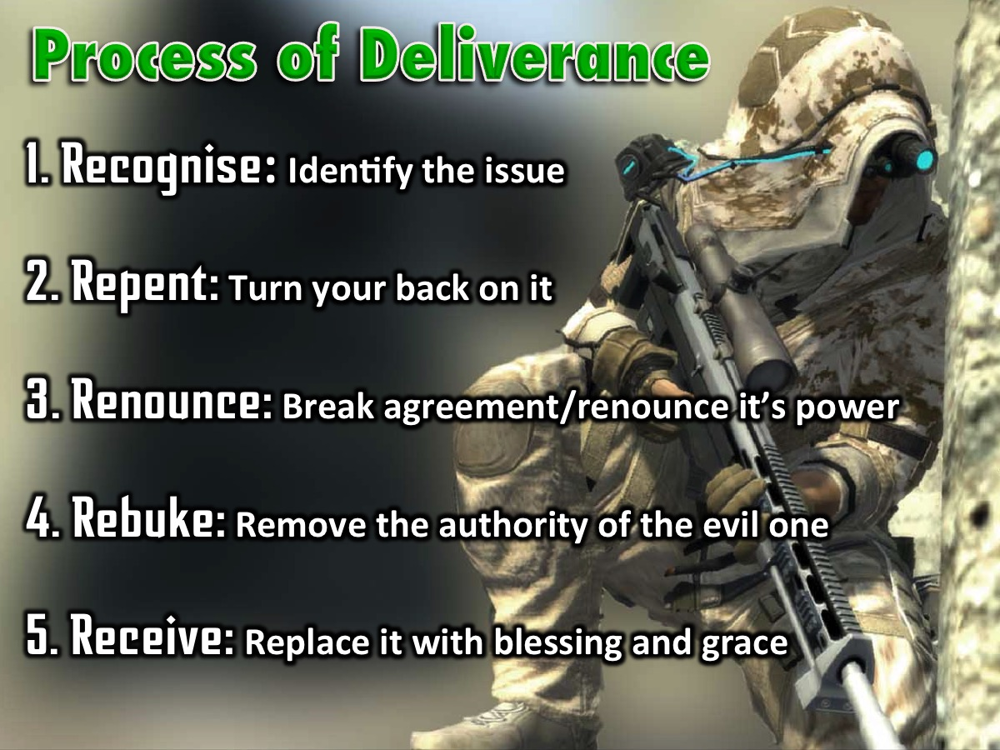 Process of Deliverance
1. Recognise: Identify the issue
2. Repent: Turn your back on it
3. Renounce: Break agreement/renounce it’s power
4. Rebuke: Remove the authority of the evil one
5. Receive: Replace it with blessing and grace